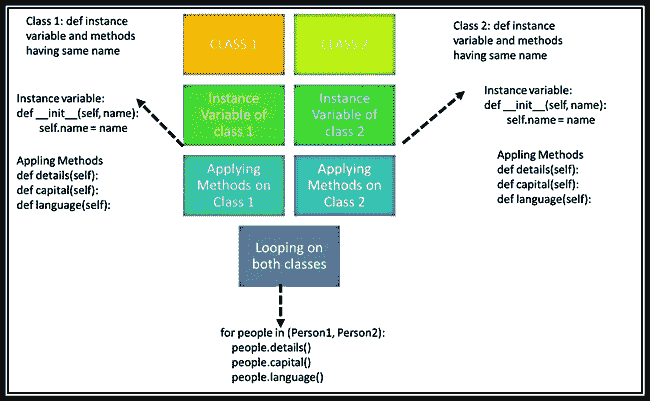 Class 1: def instance
variable and methods
having same name
CLASS 1
CLASS 2
Class 2: def instance
variable and methods
having same name
Instance variable:
def __init__(self, name):
self.name = name
Instance
Variable of
class 1
Instance
Variable of
class 2
Instance variable:
def __init__(self, name):
self.name = name
Appling Methods
def details(self):
def capital(self):
def language(self):
Applying
Methods on
Class 1
Applying
Methods on
Class 2
Appling Methods
def details(self):
def capital(self):
def language(self):
Looping on
both classes
for people in (Person1, Person2):
people.details()
people.capital()
people.language()